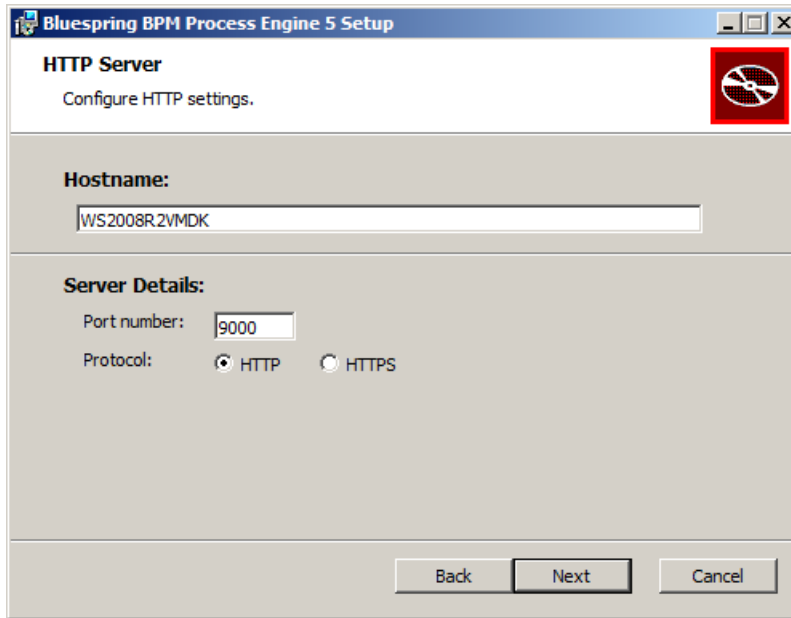 Bluespring BPM Process Engine 5 Setup
HTTP Server
Configure HTTP settings.
Hostname:
WS2008R2VMDK
Server Details:
Port number: 9000
Protocol: HTTP HTTPS
Back Next Cancel